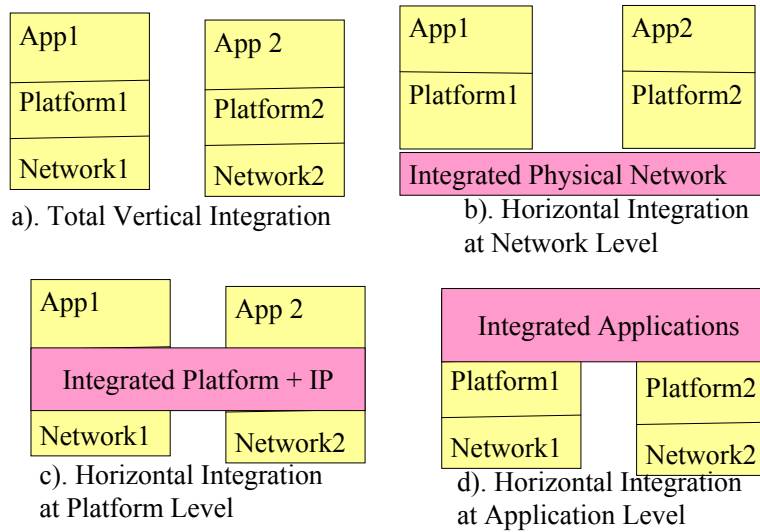 App1
Platform1
Network1
App 2
Platform2
Network2
a). Total Vertical Integration
App1
Platform1
App2
Platform2
Integrated Physical Network
b). Horizontal Integration
at Network Level
App1
App 2
Integrated Platform + IP
Network1
Network2
c). Horizontal Integration
at Platform Level
Integrated Applications
Platform1
Network1
Platform2
Network2
d). Horizontal Integration
at Application Level